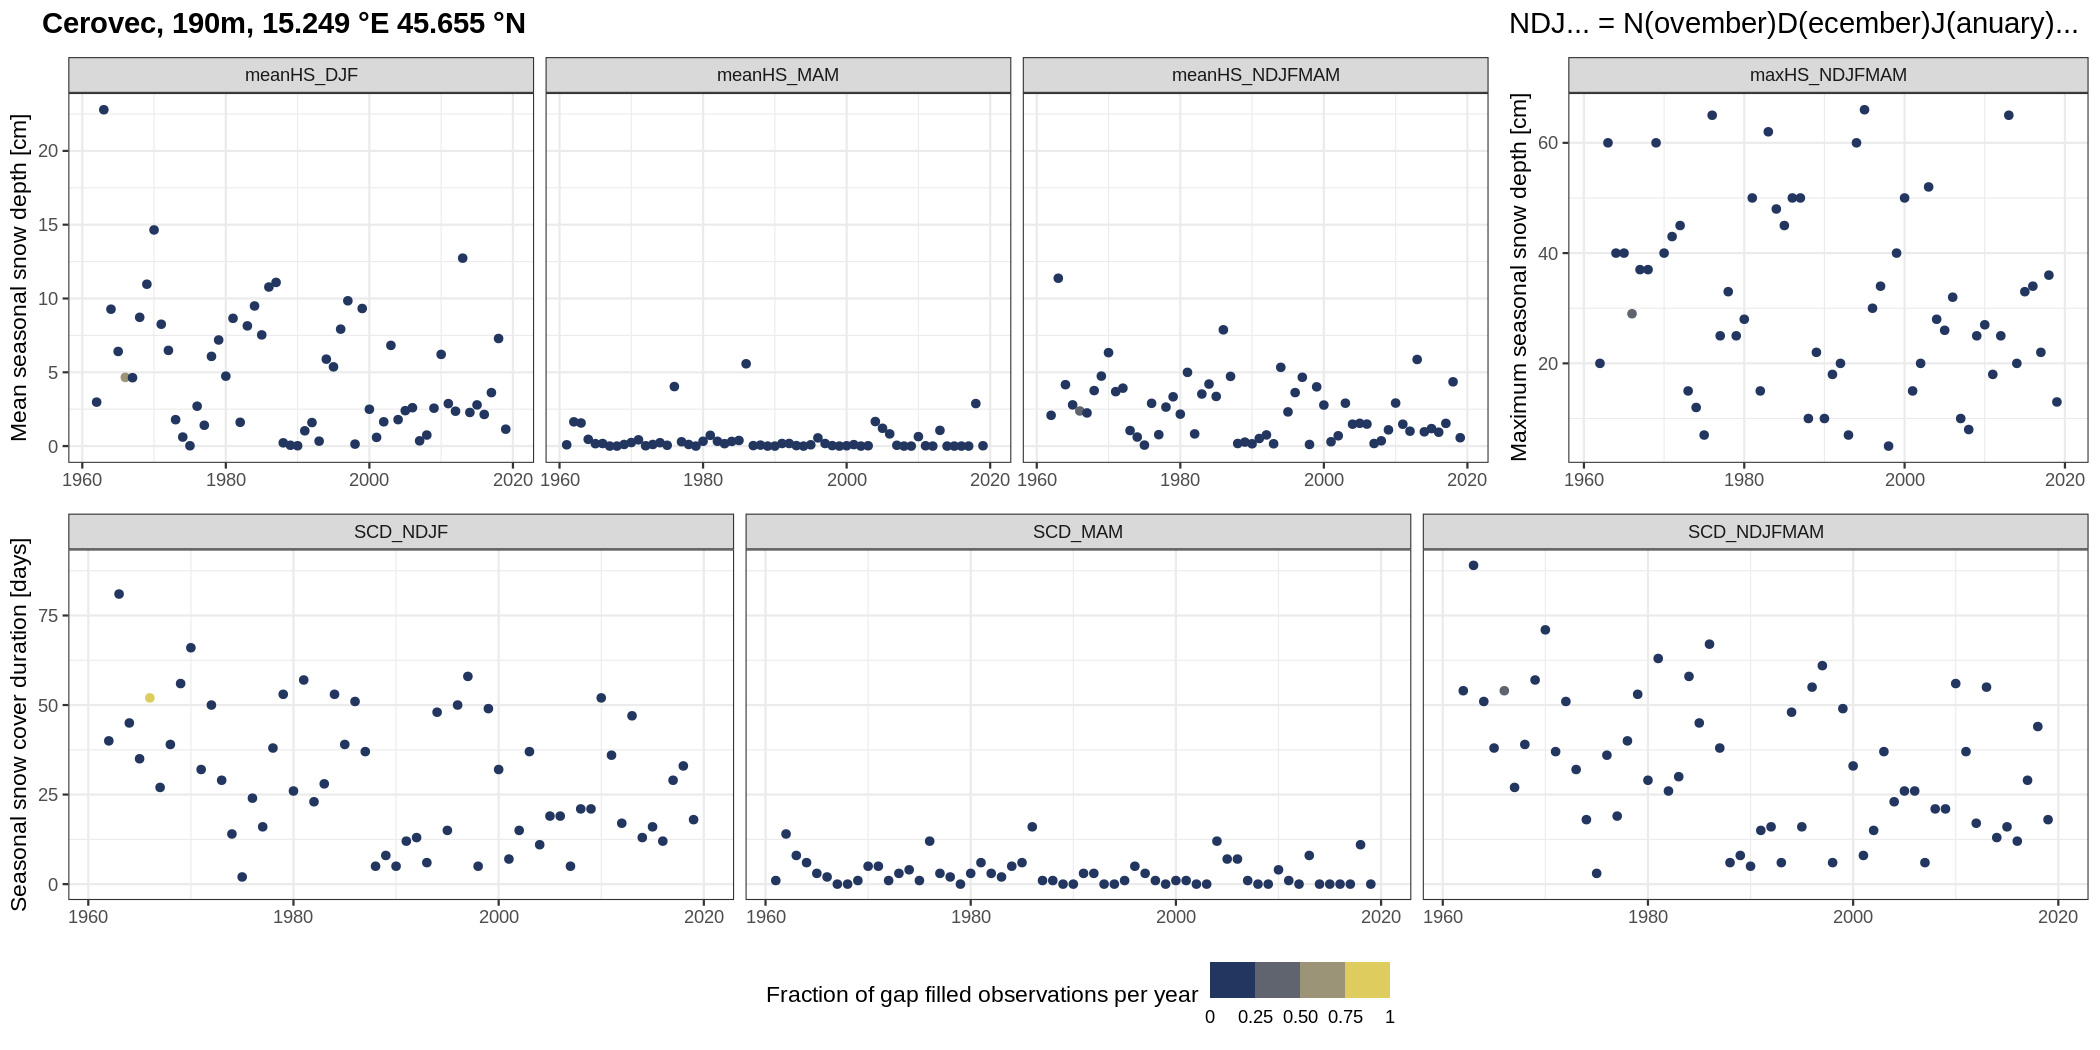 Cerovec, 190m, 15.249 °E 45.655 °N
NDJ... = N(ovember)D(ecember)J(anuary)...
meanHS_DJF
meanHS_MAM
meanHS_NDJFMAM
maxHS_NDJFMAM
Mean seasonal snow depth [cm]
20
15
10
5
0
Maximum seasonal snow depth [cm]
60
40
20
1960 1980 2000 2020
1960 1980 2000 2020
1960 1980 2000 2020
1960 1980 2000 2020
SCD_NDJF
SCD_MAM
SCD_NDJFMAM
Seasonal snow cover duration [days]
75
50
25
0
1960 1980 2000 2020
1960 1980 2000 2020
1960 1980 2000 2020
Fraction of gap filled observations per year
0 0.25 0.50 0.75 1